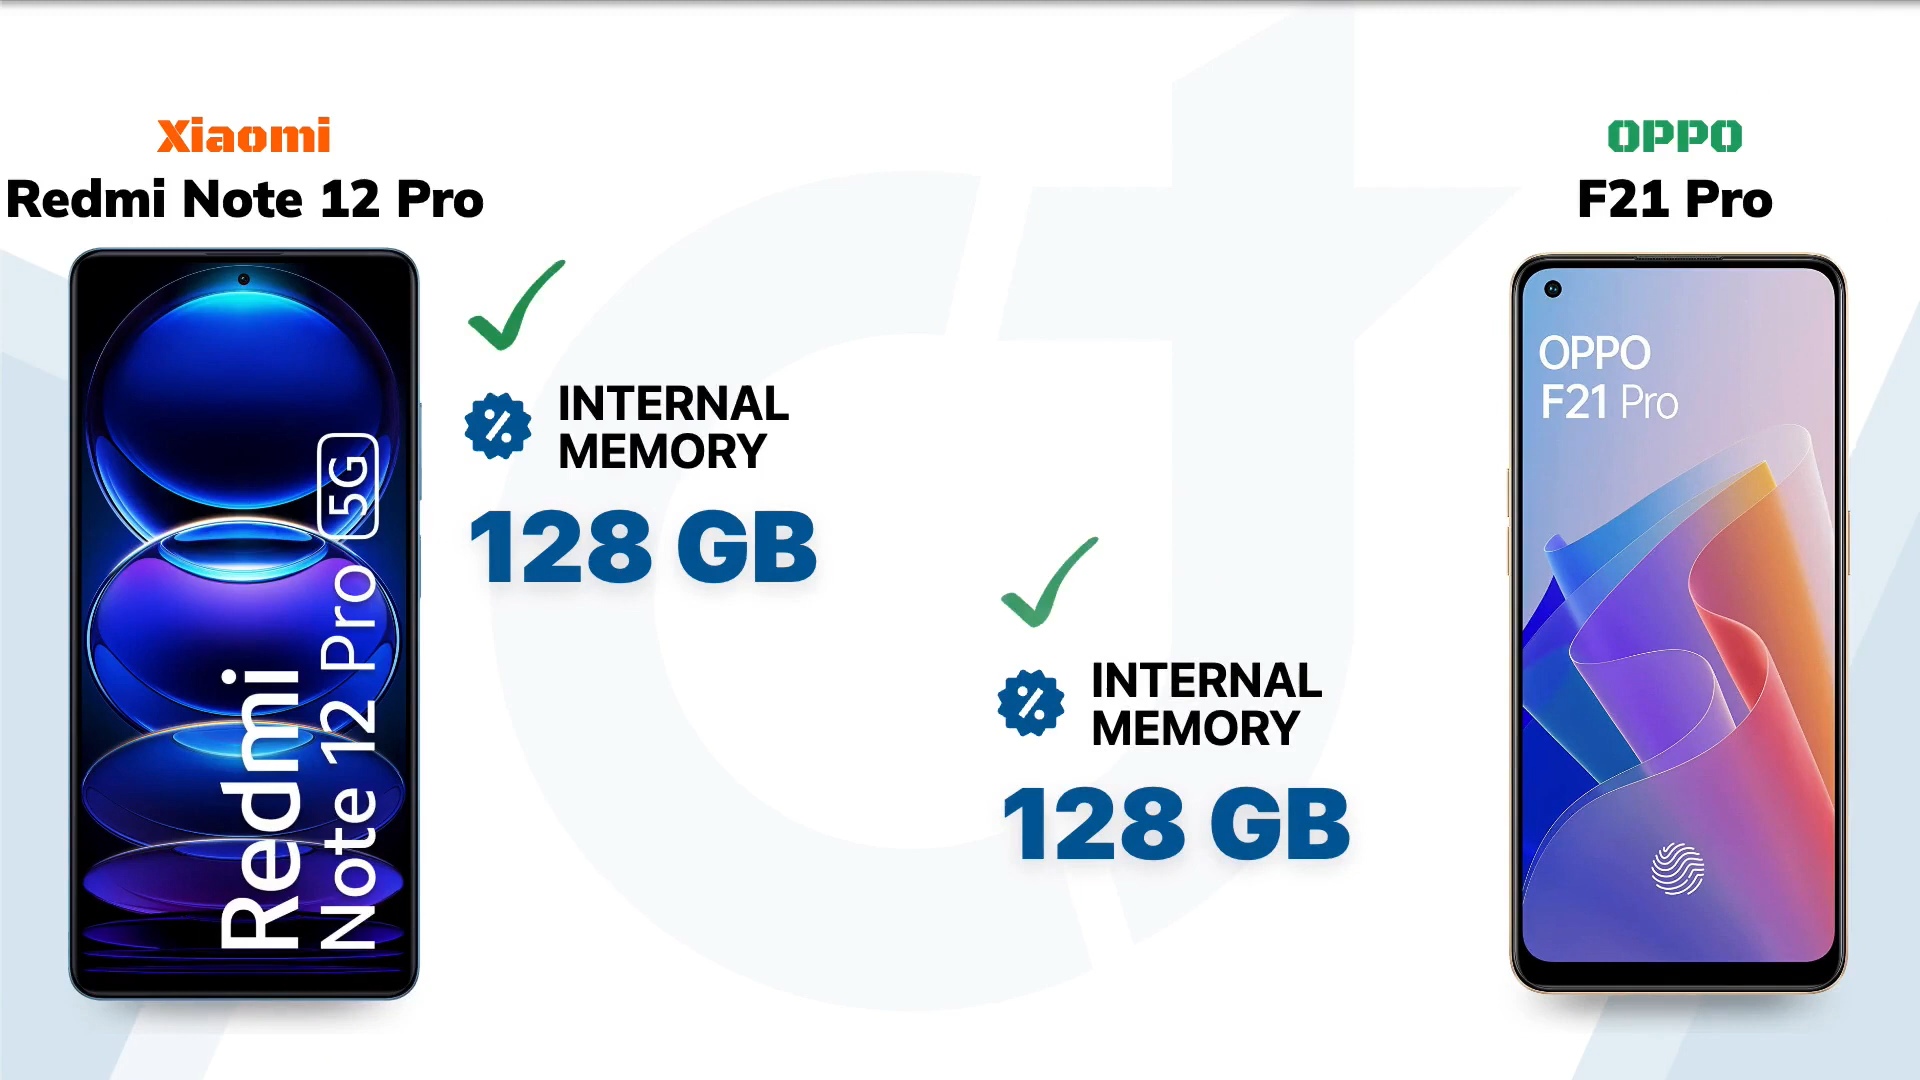 Xiaomi
Redmi Note 12 Pro
Redmi
Note 12 Pro 5G
INTERNAL
MEMORY
128 GB
INTERNAL
MEMORY
128 GB
OPPO
F21 Pro
OPPO
F21 Pro